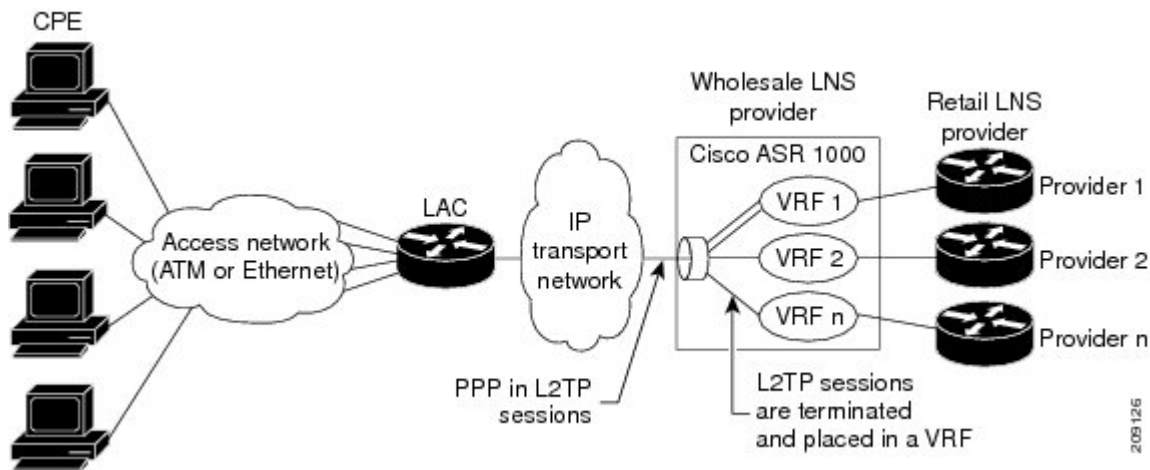 CPE
Access network
(ATM or Ethernet)
LAC
IP
transport
network
PPP in L2TP
sessions
Wholesale LNS
provider
Cisco ASR 1000
VRF 1
VRF 2
VRF n
L2TP sessions
are terminated
and placed in a VRF
Retail LNS
provider
Provider 1
Provider 2
Provider n
209126